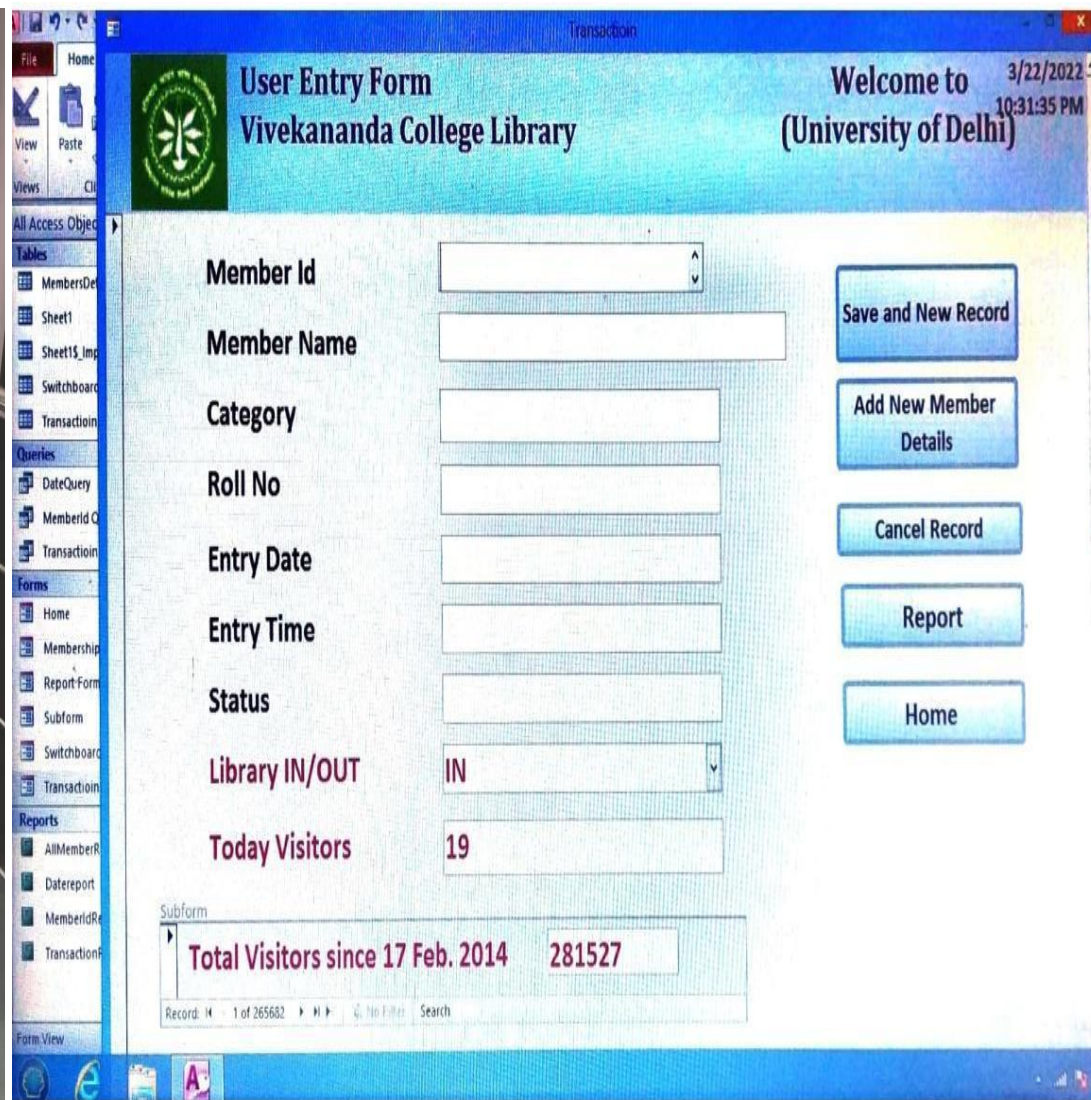 Transactioin
File
Home
View
Paste
Views
All Access Objec
Tables
MembersDet
Sheet1
Sheet1$_Imp
Switchboard
Transactioin
Queries
DateQuery
MemberId Q
Transactioin
Forms
Home
Membership
Report Form
Subform
Switchboard
Transactioin
Reports
AllMemberR
Datereport
MemberIdRe
TransactionR
Form View
User Entry Form
Vivekananda College Library
Welcome to
(University of Delhi)
3/22/2022
10:31:35 PM
Member Id
Member Name
Category
Roll No
Entry Date
Entry Time
Status
Library IN/OUT IN
Today Visitors 19
Save and New Record
Add New Member
Details
Cancel Record
Report
Home
Subform
Total Visitors since 17 Feb. 2014 281527
Record: 1 of 265682 No Filter Search